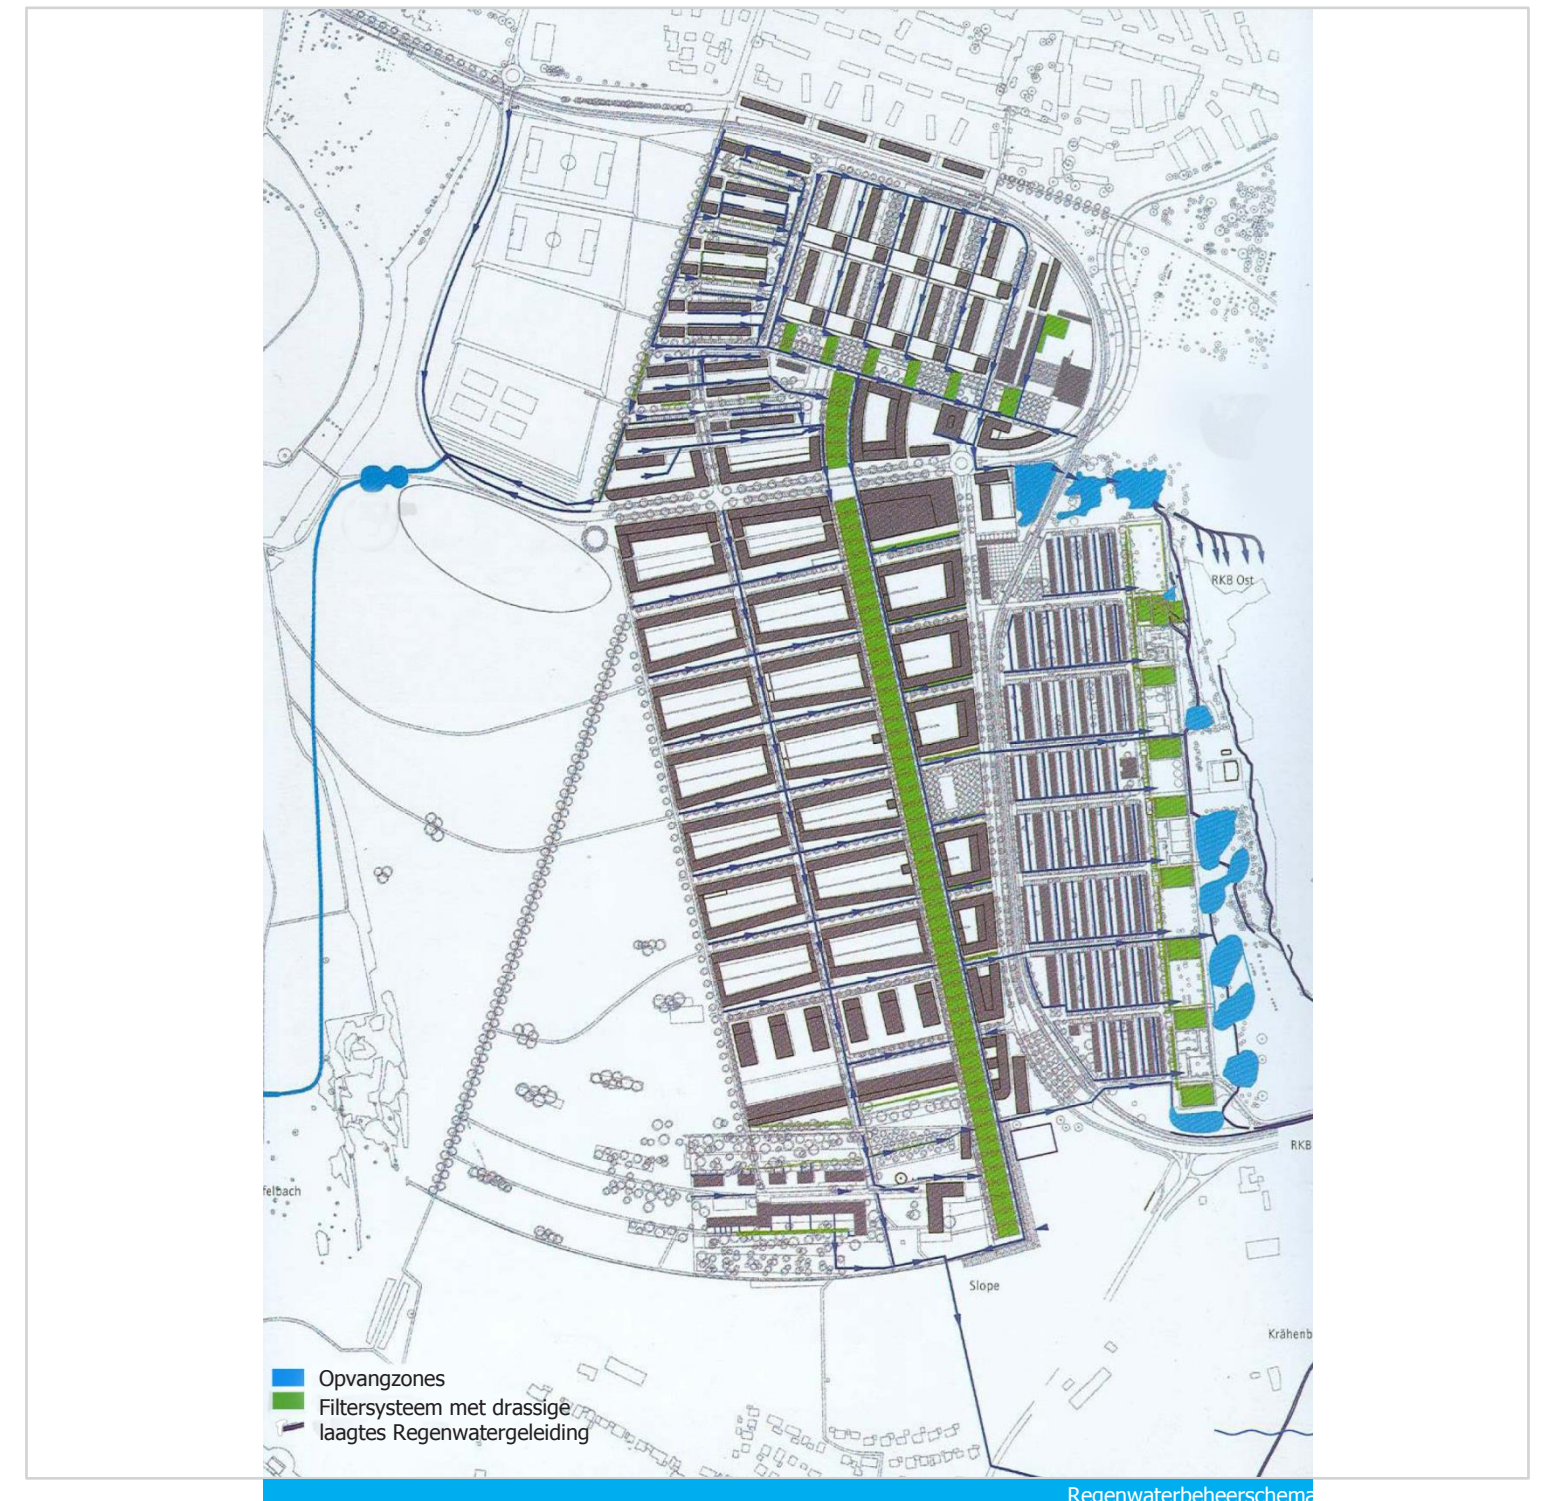 RKB Ost
RKB
felbach
Slope
Krähenb
Opvangzones
Filtersysteem met drassige
laagtes Regenwatergeleiding
Regenwaterbeheerschema